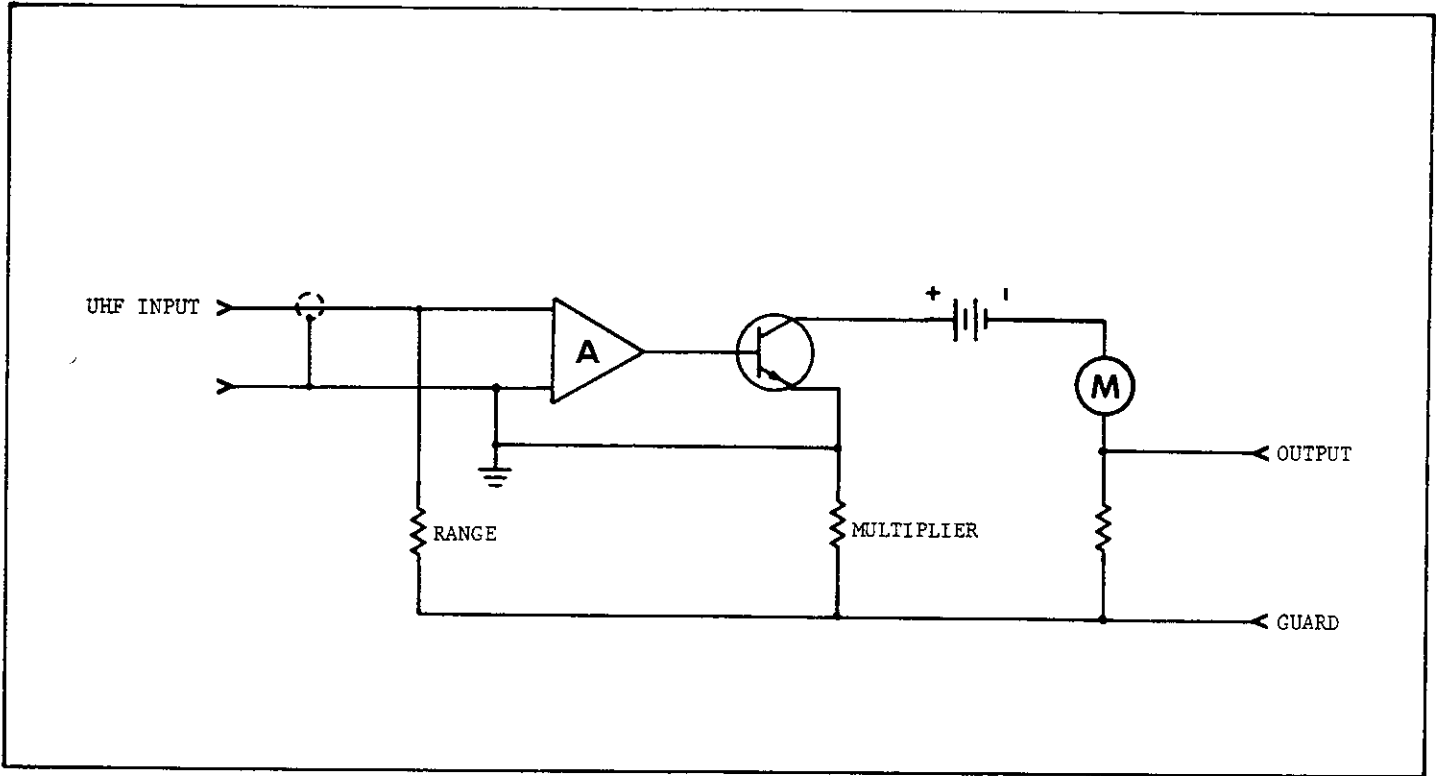 UHF INPUT
A
+
-
M
OUTPUT
RANGE
MULTIPLIER
GUARD